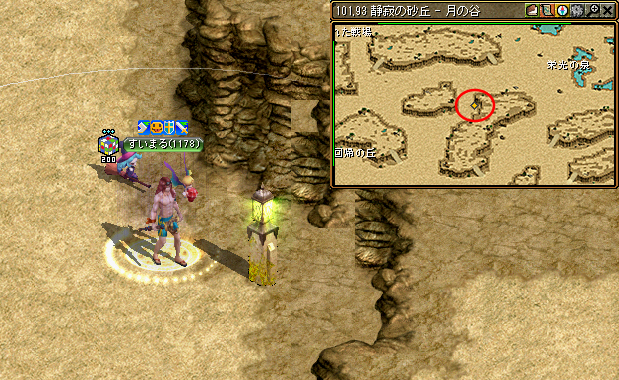 101,93 静寂の砂丘 - 月の谷
た戦場
栄光の泉
回帰の丘
すいまる(1178)
200